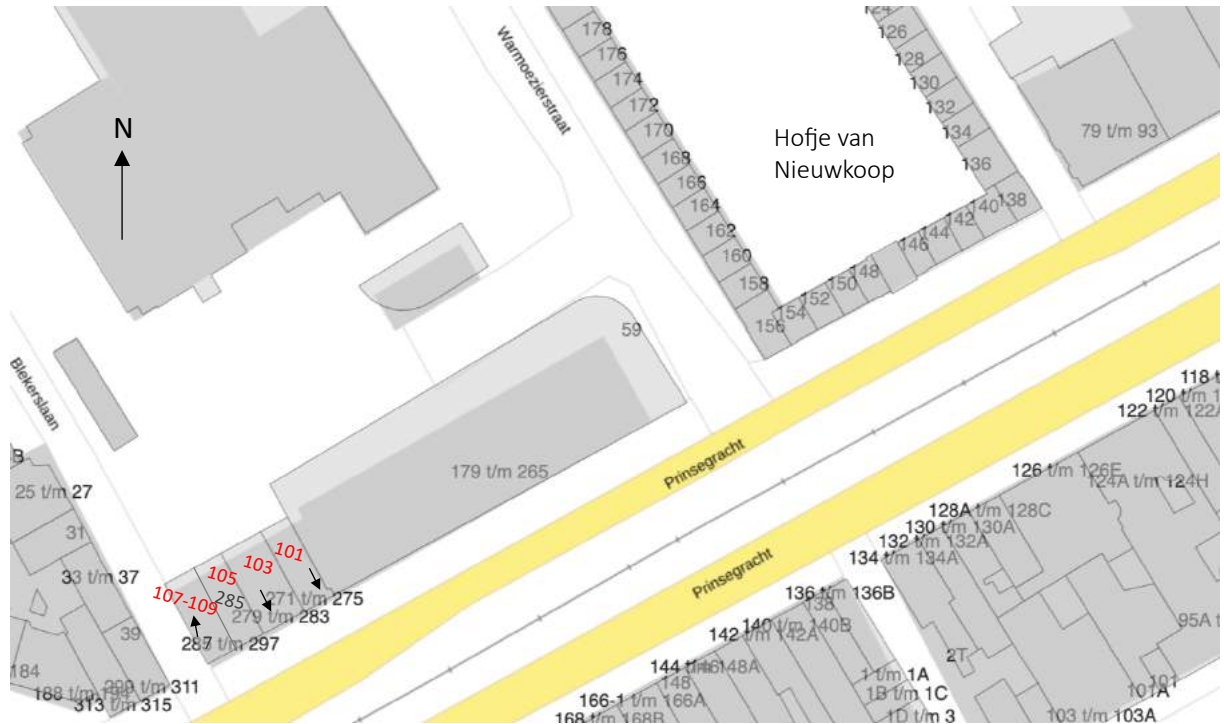 178
176
174
172
170
168
166
164
162
160
158
156
154
152
150
148
146
144
142
140
138
136
134
132
130
128
126
124
Warmoezierstraat
N
Hofje van
Nieuwkoop
79 t/m 93
59
Blekerslaan
B
25 t/m 27
31
33 t/m 37
39
184
179 t/m 265
Prinsegracht
Prinsegracht
101
103
105
107-109
271 t/m 275
285
279 t/m 283
287 t/m 297
299 t/m 311
188 t/m 194
313 t/m 315
118 t
120 t/m 1
122 t/m 122A
126 t/m 126E
124A t/m 124H
128A t/m 128C
130 t/m 130A
132 t/m 132A
134 t/m 134A
136 t/m 136B
138
140 t/m 140B
142 t/m 142A
144 t/m
148A
148
166-1 t/m 166A
168 t/m 168B
1 t/m 1A
1B t/m 1C
1D t/m 3
2T
95A t
101
101A
103 t/m 103A